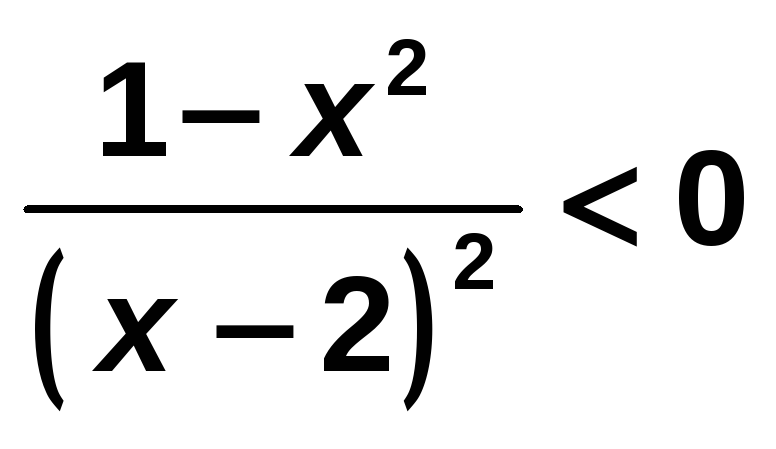 1 − x²
(x − 2)² < 0